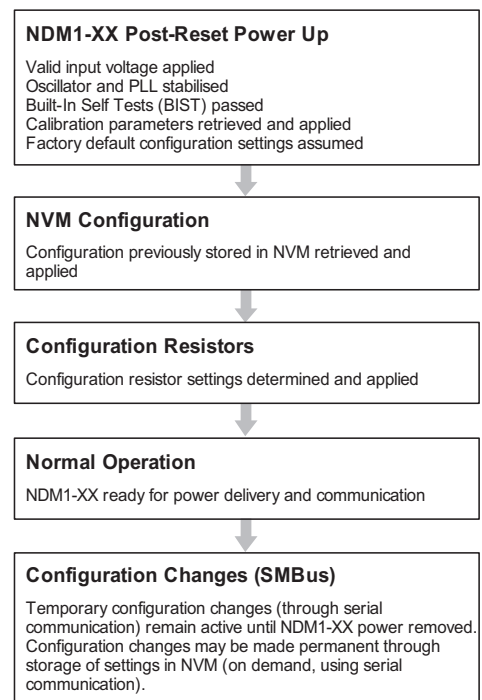 NDM1-XX Post-Reset Power Up
Valid input voltage applied
Oscillator and PLL stabilised
Built-In Self Tests (BIST) passed
Calibration parameters retrieved and applied
Factory default configuration settings assumed
NVM Configuration
Configuration previously stored in NVM retrieved and
applied
Configuration Resistors
Configuration resistor settings determined and applied
Normal Operation
NDM1-XX ready for power delivery and communication
Configuration Changes (SMBus)
Temporary configuration changes (through serial
communication) remain active until NDM1-XX power removed.
Configuration changes may be made permanent through
storage of settings in NVM (on demand, using serial
communication).